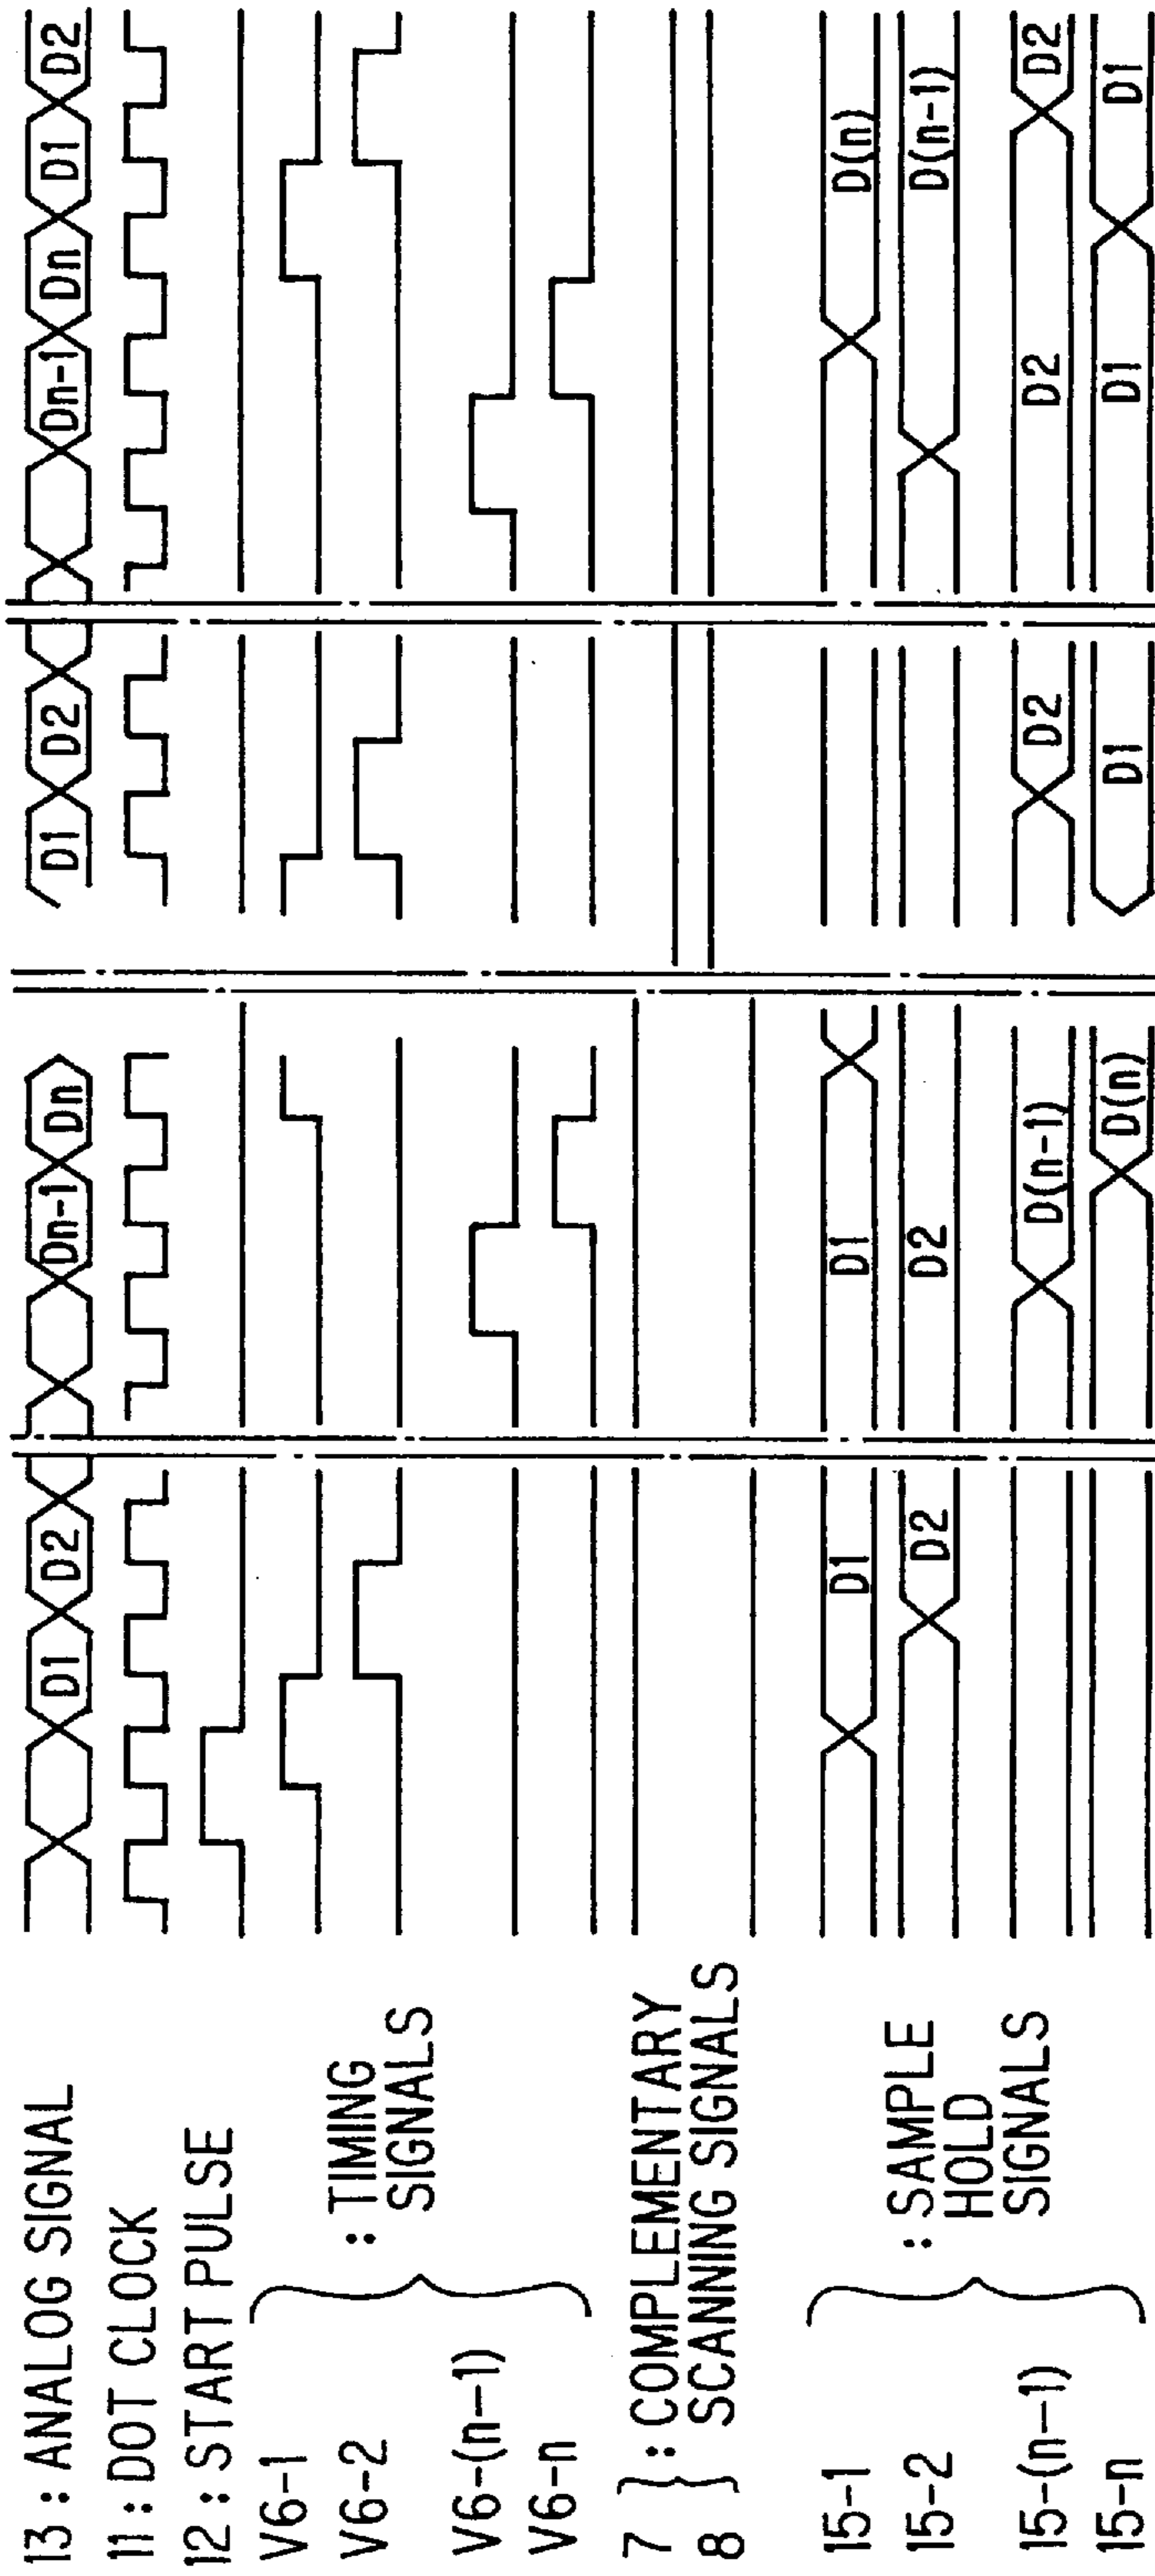 13 : ANALOG SIGNAL
D1 D2 Dn-1 Dn D1 D2 Dn-1 Dn D1 D2
11 : DOT CLOCK
12 : START PULSE
V6-1
V6-2
: TIMING
SIGNALS
V6-(n-1)
V6-n
7 : COMPLEMENTARY
8 SCANNING SIGNALS
15-1
D1 D1 D(n)
15-2
D2 D2 D(n-1)
: SAMPLE
HOLD
SIGNALS
15-(n-1)
D(n-1) D2 D2 D2
15-n
D(n) D1 D1 D1